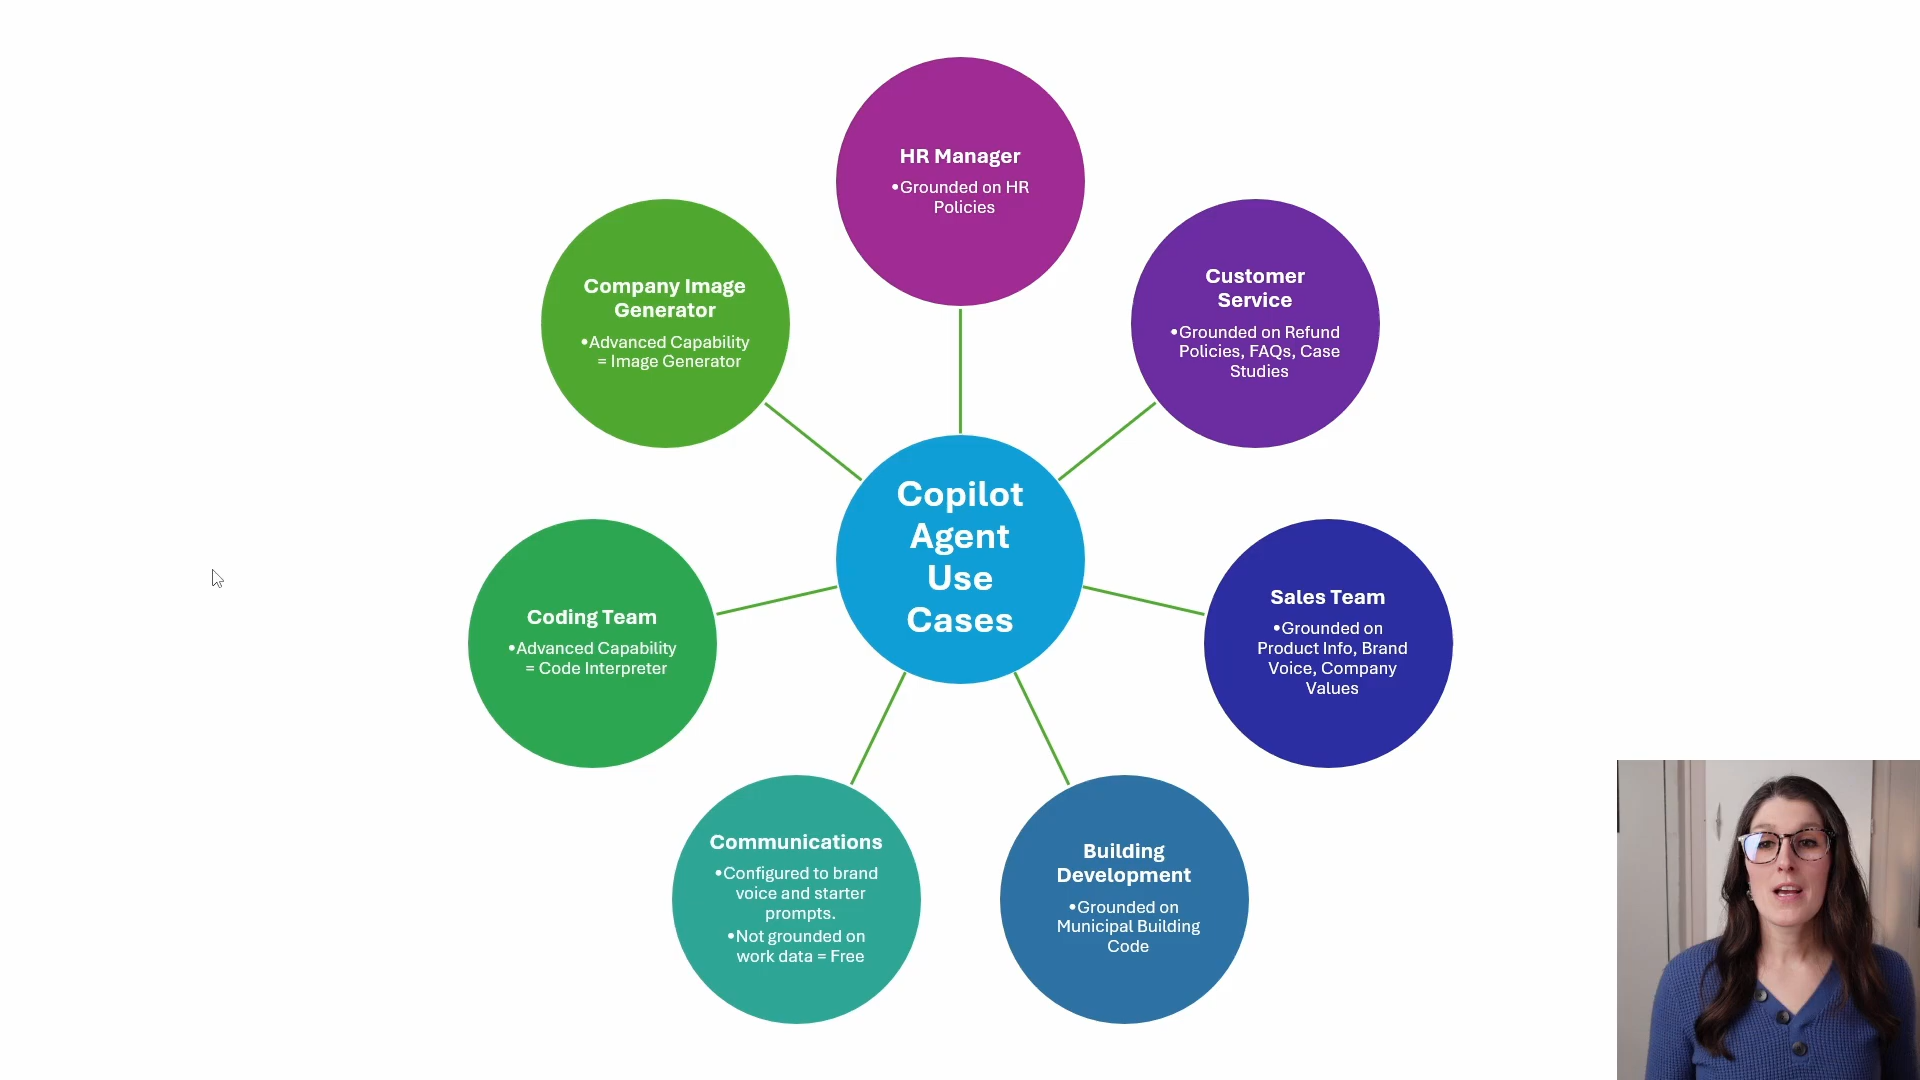 HR Manager
•Grounded on HR
Policies
Customer
Service
•Grounded on Refund
Policies, FAQs, Case
Studies
Sales Team
•Grounded on
Product Info, Brand
Voice, Company
Values
Building
Development
•Grounded on
Municipal Building
Code
Communications
•Configured to brand
voice and starter
prompts.
•Not grounded on
work data = Free
Coding Team
•Advanced Capability
= Code Interpreter
Company Image
Generator
•Advanced Capability
= Image Generator
Copilot
Agent
Use
Cases